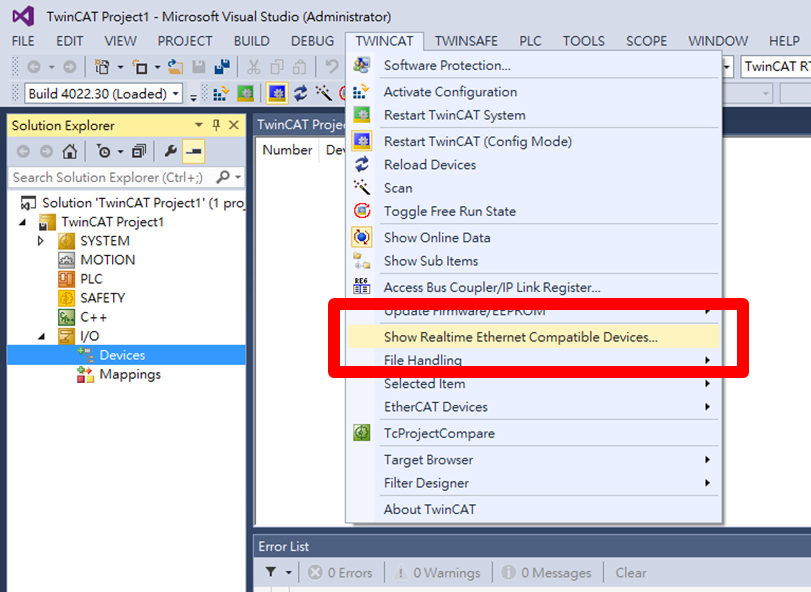 TwinCAT Project1 - Microsoft Visual Studio (Administrator)
FILE EDIT VIEW PROJECT BUILD DEBUG TWINCAT TWINSAFE PLC TOOLS SCOPE WINDOW HELP
TwinCAT RT
Build 4022.30 (Loaded)
Solution Explorer
Search Solution Explorer (Ctrl+;)
Solution 'TwinCAT Project1' (1 proj
TwinCAT Project1
SYSTEM
MOTION
PLC
SAFETY
C++
I/O
Devices
Mappings
TwinCAT Projec
Number Dev
Software Protection...
Activate Configuration
Restart TwinCAT System
Restart TwinCAT (Config Mode)
Reload Devices
Scan
Toggle Free Run State
Show Online Data
Show Sub Items
REG
Access Bus Coupler/IP Link Register...
Update Firmware/EEPROM
Show Realtime Ethernet Compatible Devices...
File Handling
Selected Item
EtherCAT Devices
TcProjectCompare
Target Browser
Filter Designer
About TwinCAT
Error List
0 Errors 0 Warnings 0 Messages Clear